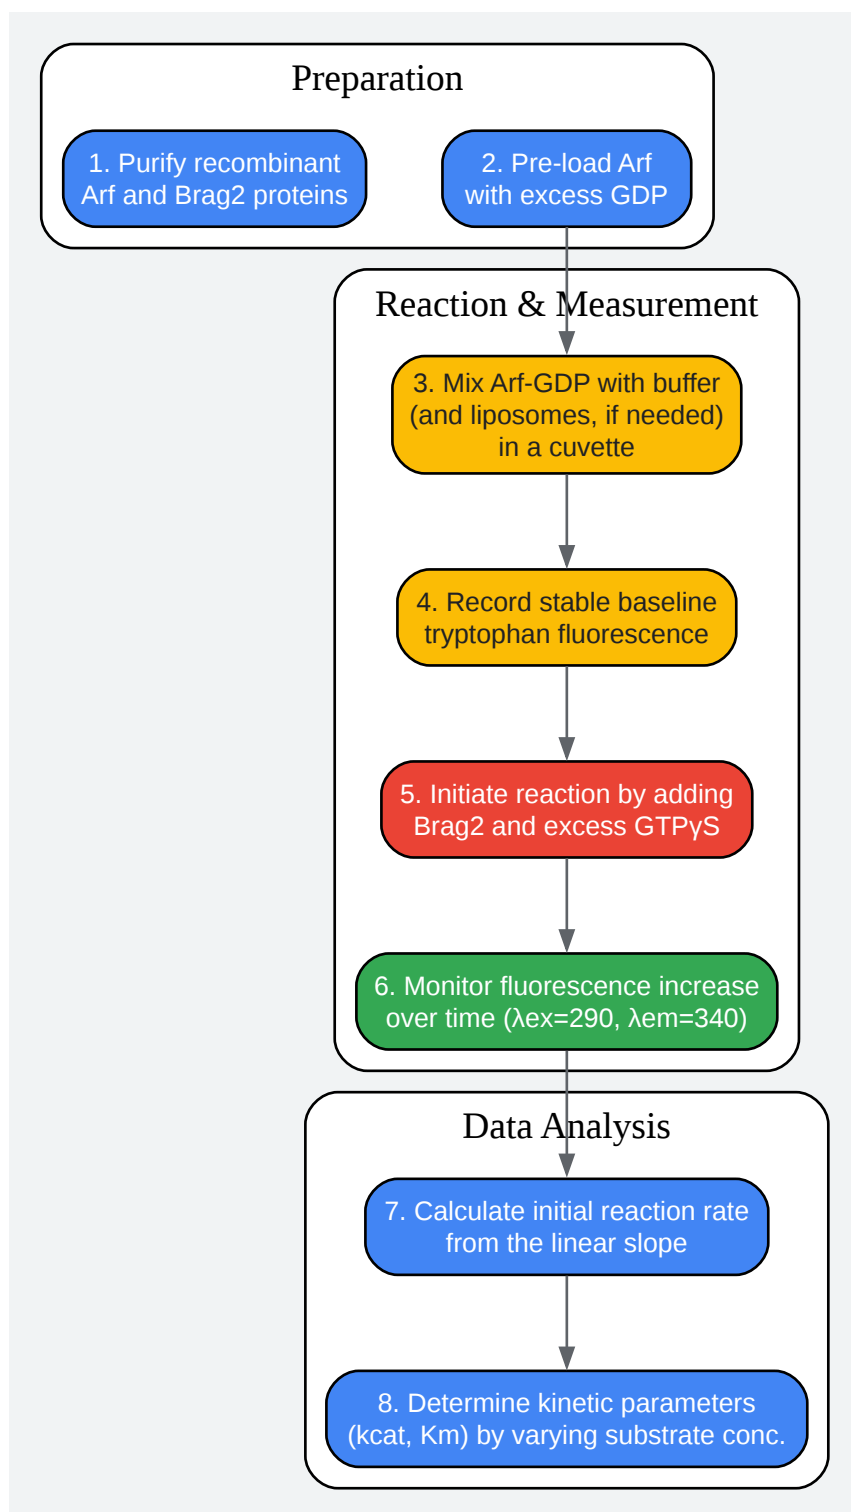 Preparation
1. Purify recombinant
Arf and Brag2 proteins
2. Pre-load Arf
with excess GDP
Reaction & Measurement
3. Mix Arf-GDP with buffer
(and liposomes, if needed)
in a cuvette
4. Record stable baseline
tryptophan fluorescence
5. Initiate reaction by adding
Brag2 and excess GTPγS
6. Monitor fluorescence increase
over time (λex=290, λem=340)
Data Analysis
7. Calculate initial reaction rate
from the linear slope
8. Determine kinetic parameters
(kcat, Km) by varying substrate conc.